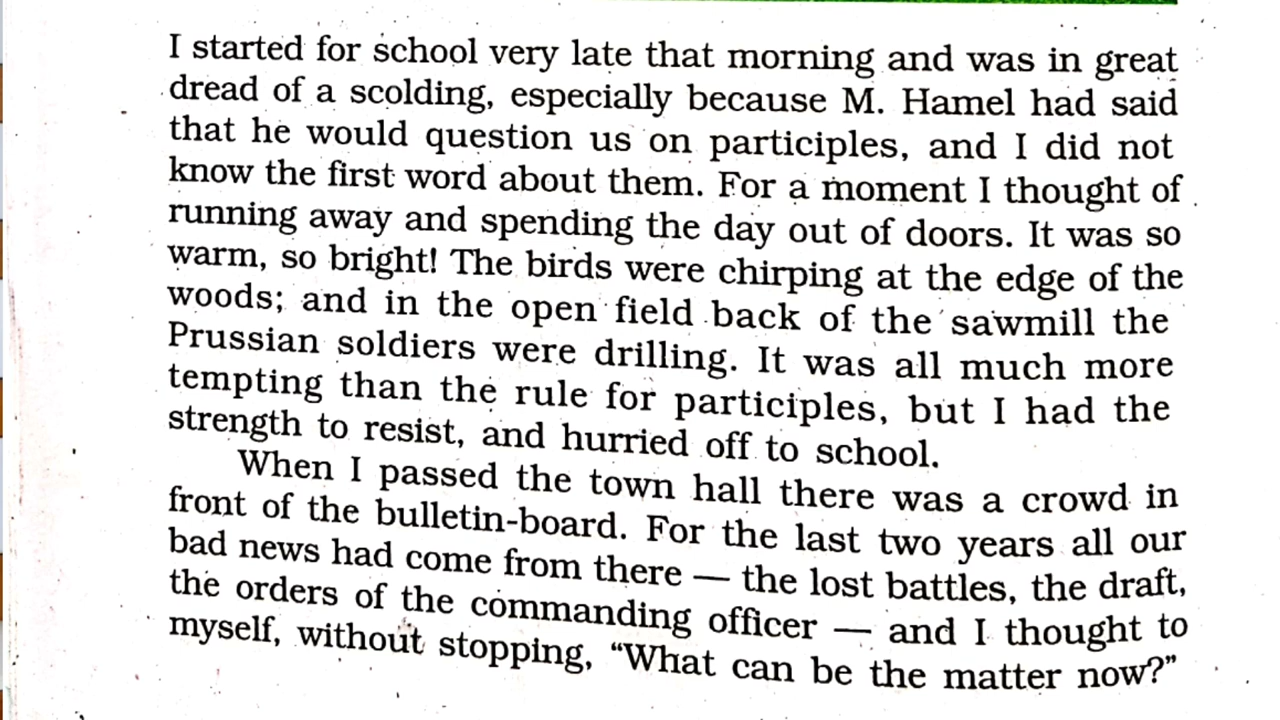 I started for school very late that morning and was in great
dread of a scolding, especially because M. Hamel had said
that he would question us on participles, and I did not
know the first word about them. For a moment I thought of
running away and spending the day out of doors. It was so
warm, so bright! The birds were chirping at the edge of the
woods; and in the open field back of the sawmill the
Prussian soldiers were drilling. It was all much more
tempting than the rule for participles, but I had the
strength to resist, and hurried off to school.
When I passed the town hall there was a crowd in
front of the bulletin-board. For the last two years all our
bad news had come from there — the lost battles, the draft,
the orders of the commanding officer — and I thought to
myself, without stopping, “What can be the matter now?”